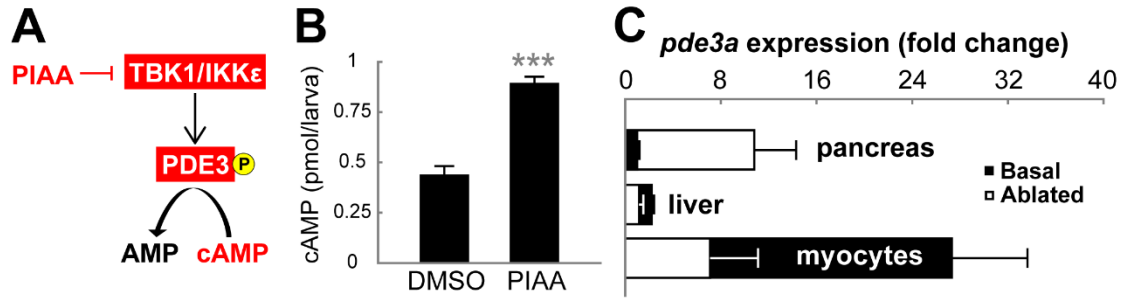 A
PIAA
TBK1/IKKε
PDE3
P
AMP
cAMP
B
cAMP (pmol/larva)
1
0.75
0.5
0.25
0
***
DMSO
PIAA
C
pde3a expression (fold change)
0 8 16 24 32 40
pancreas
liver
myocytes
Basal
Ablated